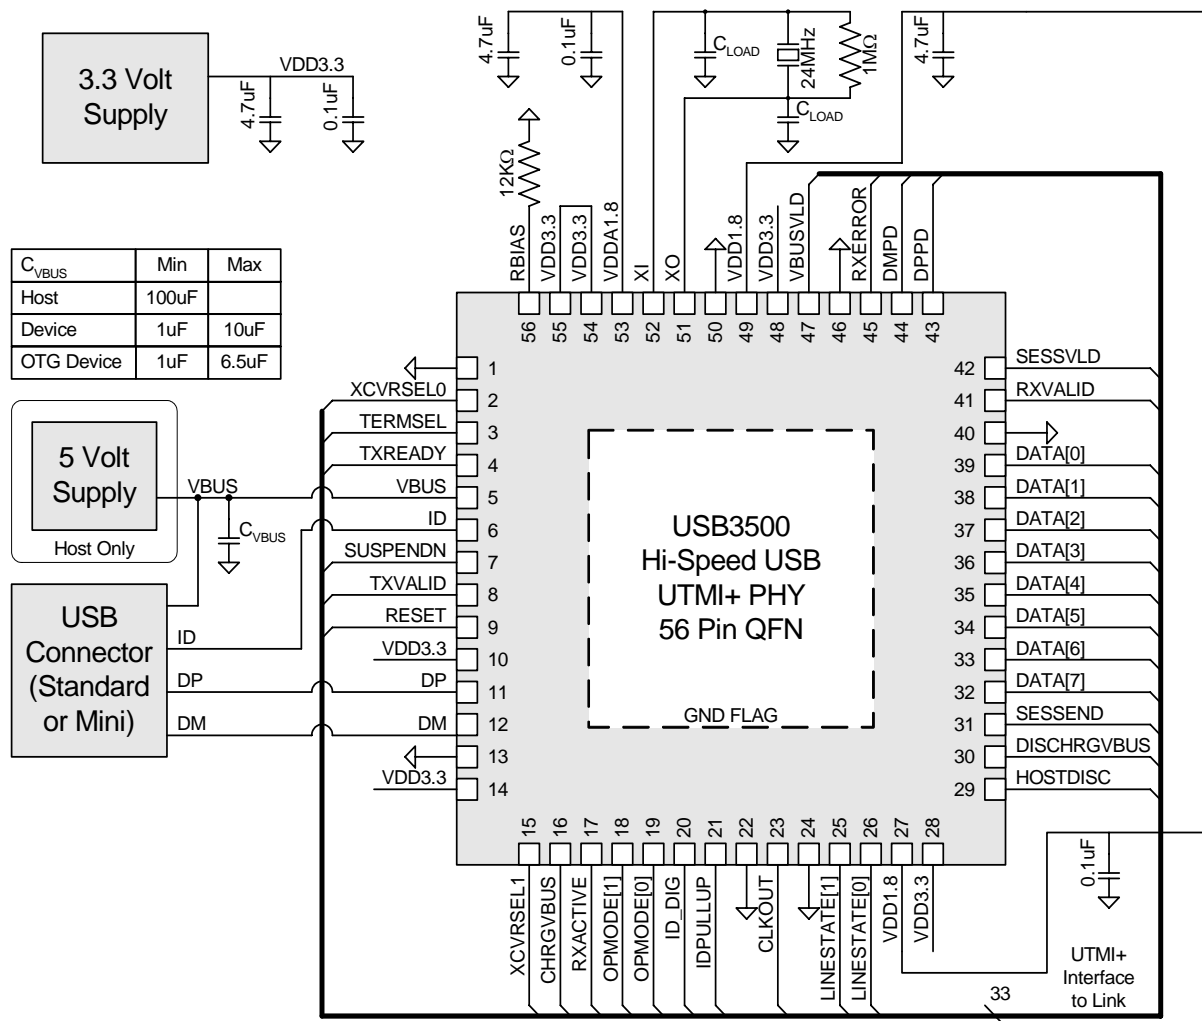 3.3 Volt
Supply
VDD3.3
4.7uF
0.1uF
4.7uF
0.1uF
C_LOAD
24MHz
1MΩ
C_LOAD
4.7uF
12KΩ
RBIAS
VDD3.3
VDD3.3
VDDA1.8
XI
XO
VDD1.8
VDD3.3
VBUSVLD
RXERROR
DMPD
DPPD
56
55
54
53
52
51
50
49
48
47
46
45
44
43
C_VBUS Min Max
Host 100uF
Device 1uF 10uF
OTG Device 1uF 6.5uF
5 Volt
Supply
Host Only
VBUS
C_VBUS
USB
Connector
(Standard
or Mini)
ID
DP
DM
1
XCVRSEL0 2
TERMSEL 3
TXREADY 4
VBUS 5
ID 6
SUSPENDN 7
TXVALID 8
RESET 9
VDD3.3 10
DP 11
DM 12
13
VDD3.3 14
USB3500
Hi-Speed USB
UTMI+ PHY
56 Pin QFN
GND FLAG
42 SESSVLD
41 RXVALID
40
39 DATA[0]
38 DATA[1]
37 DATA[2]
36 DATA[3]
35 DATA[4]
34 DATA[5]
33 DATA[6]
32 DATA[7]
31 SESSEND
30 DISCHRGVBUS
29 HOSTDISC
15
16
17
18
19
20
21
22
23
24
25
26
27
28
XCVRSEL1
CHRGVBUS
RXACTIVE
OPMODE[1]
OPMODE[0]
ID_DIG
IDPULLUP
CLKOUT
LINESTATE[1]
LINESTATE[0]
VDD1.8
VDD3.3
0.1uF
UTMI+
Interface
to Link
33